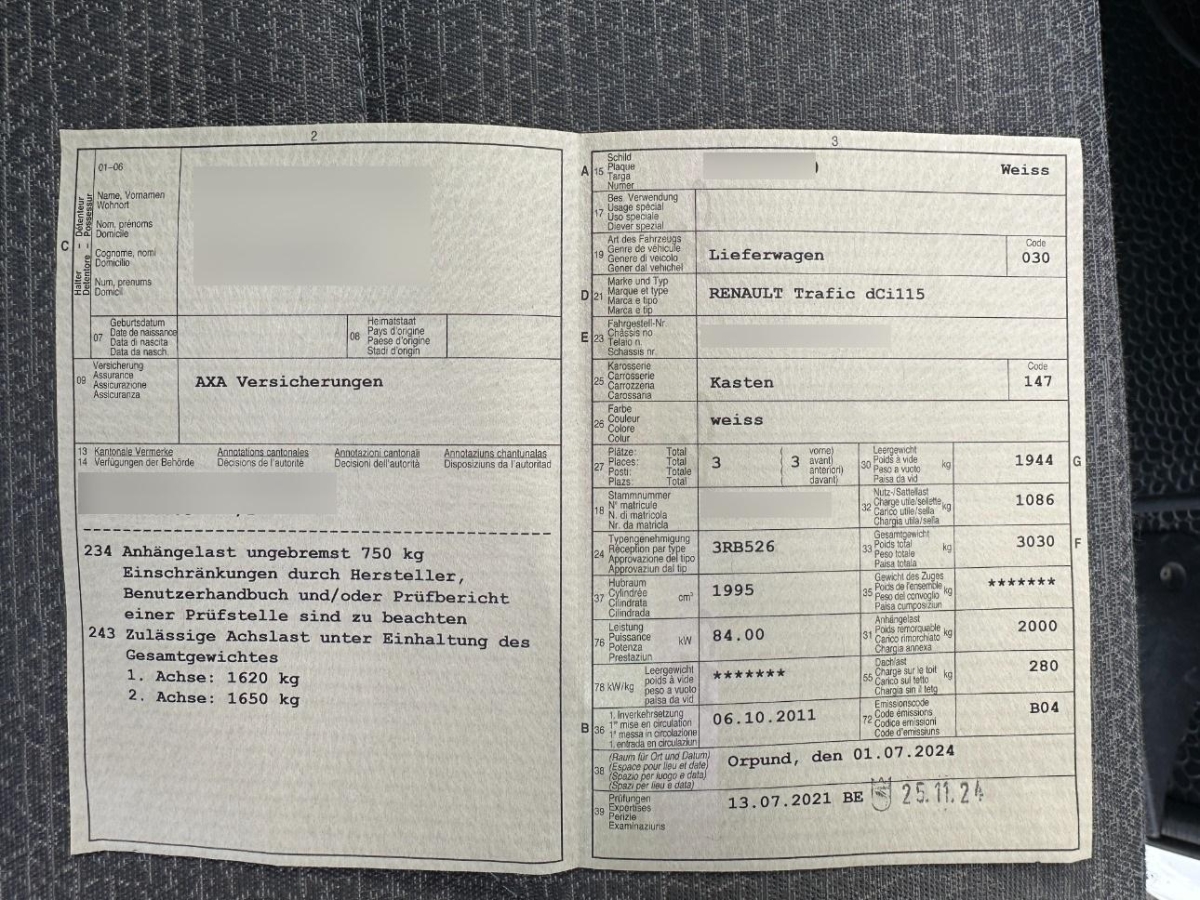 2
01-06
Name, Vornamen
Wohnort
Nom, prénoms
Domicile
Cognome, nomi
Domicilio
Num, prenums
Domicil
C
Halter - Détenteur
Detentore - Possessur
07
Geburtsdatum
Date de naissance
Data di nascita
Data da nasch.
08
Heimatstaat
Pays d'origine
Paese d'origine
Stadi d'origin
09
Versicherung
Assurance
Assicurazione
Assicuranza
AXA Versicherungen
13 Kantonale Vermerke Annotations cantonales Annotazioni cantonali Annotaziuns chantunalas
14 Verfügungen der Behörde Décisions de l'autorité Decisioni dell'autorità Disposiziuns da l'autoritad
234 Anhängelast ungebremst 750 kg
Einschränkungen durch Hersteller,
Benutzerhandbuch und/oder Prüfbericht
einer Prüfstelle sind zu beachten
243 Zulässige Achslast unter Einhaltung des
Gesamtgewichtes
1. Achse: 1620 kg
2. Achse: 1650 kg
3
A 15
Schild
Plaque
Targa
Numer
Weiss
17
Bes. Verwendung
Usage spécial
Uso speciale
Diever spezial
19
Art des Fahrzeugs
Genre de véhicule
Genere di veicolo
Gener dal vehichel
Lieferwagen
Code
030
D 21
Marke und Typ
Marque et type
Marca e tipo
Marca e tip
RENAULT Trafic dCi115
E 23
Fahrgestell-Nr.
Châssis no
Telaio n.
Schassis nr.
25
Karosserie
Carrosserie
Carrozzeria
Carossaria
Kasten
Code
147
26
Farbe
Couleur
Colore
Colur
weiss
27
Plätze: Total
Places: Total
Posti: Totale
Plazs: Total
3
( 3
vorne)
avant)
anteriori)
davant)
30
Leergewicht
Poids à vide
Peso a vuoto
Paisa da vid
kg
1944
G
18
Stammnummer
N° matricule
N. di matricola
Nr. da matricla
32
Nutz-/Sattellast
Charge utile/sellette
Carico utile/sella
Chargia utila/sella
kg
1086
24
Typengenehmigung
Réception par type
Approvazione del tipo
Approvaziun dal tip
3RB526
33
Gesamtgewicht
Poids total
Peso totale
Paisa totala
kg
3030
F
37
Hubraum
Cylindrée
Cilindrata
Cilindrada
cm³
1995
35
Gewicht des Zuges
Poids de l'ensemble
Peso del convoglio
Paisa cumposiziun
kg
*******
76
Leistung
Puissance
Potenza
Prestaziun
kW
84.00
31
Anhängelast
Poids remorquable
Carico rimorchiato
Chargia annexa
kg
2000
78 kW/kg
Leergewicht
poids à vide
peso a vuoto
paisa da vid
*******
55
Dachlast
Charge sur le toit
Carico sul tetto
Chargia sin il tetg
kg
280
B 36
1. Inverkehrsetzung
1re mise en circulation
1a messa in circolazione
1. entrada en circulaziun
06.10.2011
72
Emissionscode
Code émissions
Codice emissioni
Code d'emissiuns
B04
38
(Raum für Ort und Datum)
(Espace pour lieu et date)
(Spazio per luogo e data)
(Spazi per lieu e data)
Orpund, den 01.07.2024
39
Prüfungen
Expertises
Perizie
Examinaziuns
13.07.2021 BE 25.11.24